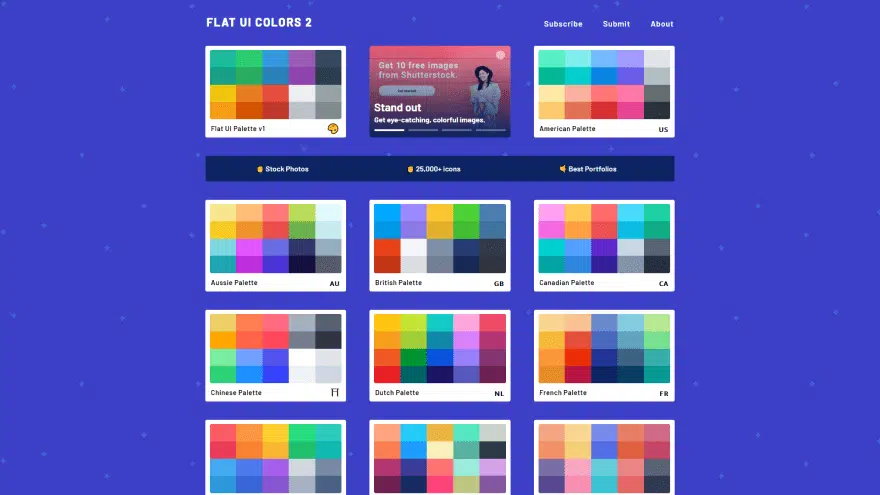 FLAT UI COLORS 2
Subscribe Submit About
Flat UI Palette v1
Get 10 free images
from Shutterstock.
Get started
Stand out
Get eye-catching, colorful images.
American Palette US
Stock Photos
25,000+ icons
Best Portfolios
Aussie Palette AU
British Palette GB
Canadian Palette CA
Chinese Palette
Dutch Palette NL
French Palette FR